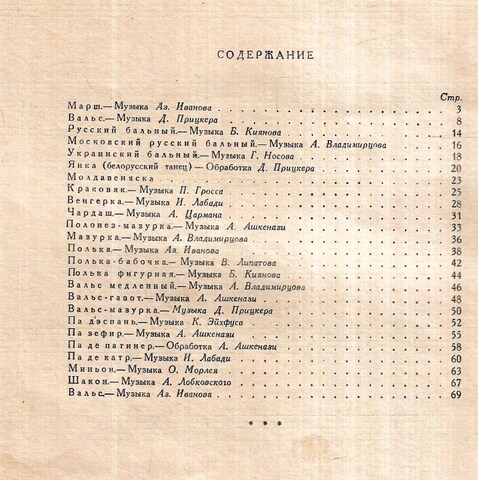 СОДЕРЖАНИЕ
Стр.
Марш.—Музыка Аз. Иванова . . . . . . . . . . 3
Вальс.—Музыка Д. Прицкера . . . . . . . . . . 8
Русский бальный.—Музыка Б. Киянова . . . . . . . . . . 14
Московский русский бальный.—Музыка А. Владимирцова . . . . 16
Украинский бальный.—Музыка Г. Носова . . . . . . . . . . 18
Янка (белорусский танец)—Обработка Д. Прицкера . . . . . . . . 20
Молдавеняска . . . . . . . . . . 23
Краковяк.—Музыка П. Гросса . . . . . . . . . . 25
Венгерка.—Музыка И. Лабади . . . . . . . . . . 28
Чардаш.—Музыка А. Цармана . . . . . . . . . . 31
Полонез-мазурка.—Музыка А. Ашкенази . . . . . . . . . . 33
Мазурка.—Музыка А. Владимирцова . . . . . . . . . . 36
Полька.—Музыка Аз. Иванова . . . . . . . . . . 38
Полька-бабочка.—Музыка В. Липатова . . . . . . . . . . 42
Полька фигурная.—Музыка Б. Киянова . . . . . . . . . . 44
Вальс медленный.—Музыка А. Владимирцова . . . . . . . . . . 46
Вальс-гавот.—Музыка А. Ашкенази . . . . . . . . . . 48
Вальс-мазурка.—Музыка Д. Прицкера . . . . . . . . . . 50
Па д'эспань.—Музыка К. Эйхфуса . . . . . . . . . . 52
Па зефир.—Музыка А. Ашкенази . . . . . . . . . . 55
Па де патинер.—Обработка А. Ашкенази . . . . . . . . . . 58
Па де катр.—Музыка И. Лабади . . . . . . . . . . 60
Миньон.—Музыка О. Морлея . . . . . . . . . . 63
Шакон.—Музыка А. Лобковского . . . . . . . . . . 67
Вальс.—Музыка Аз. Иванова . . . . . . . . . . 69
* * *